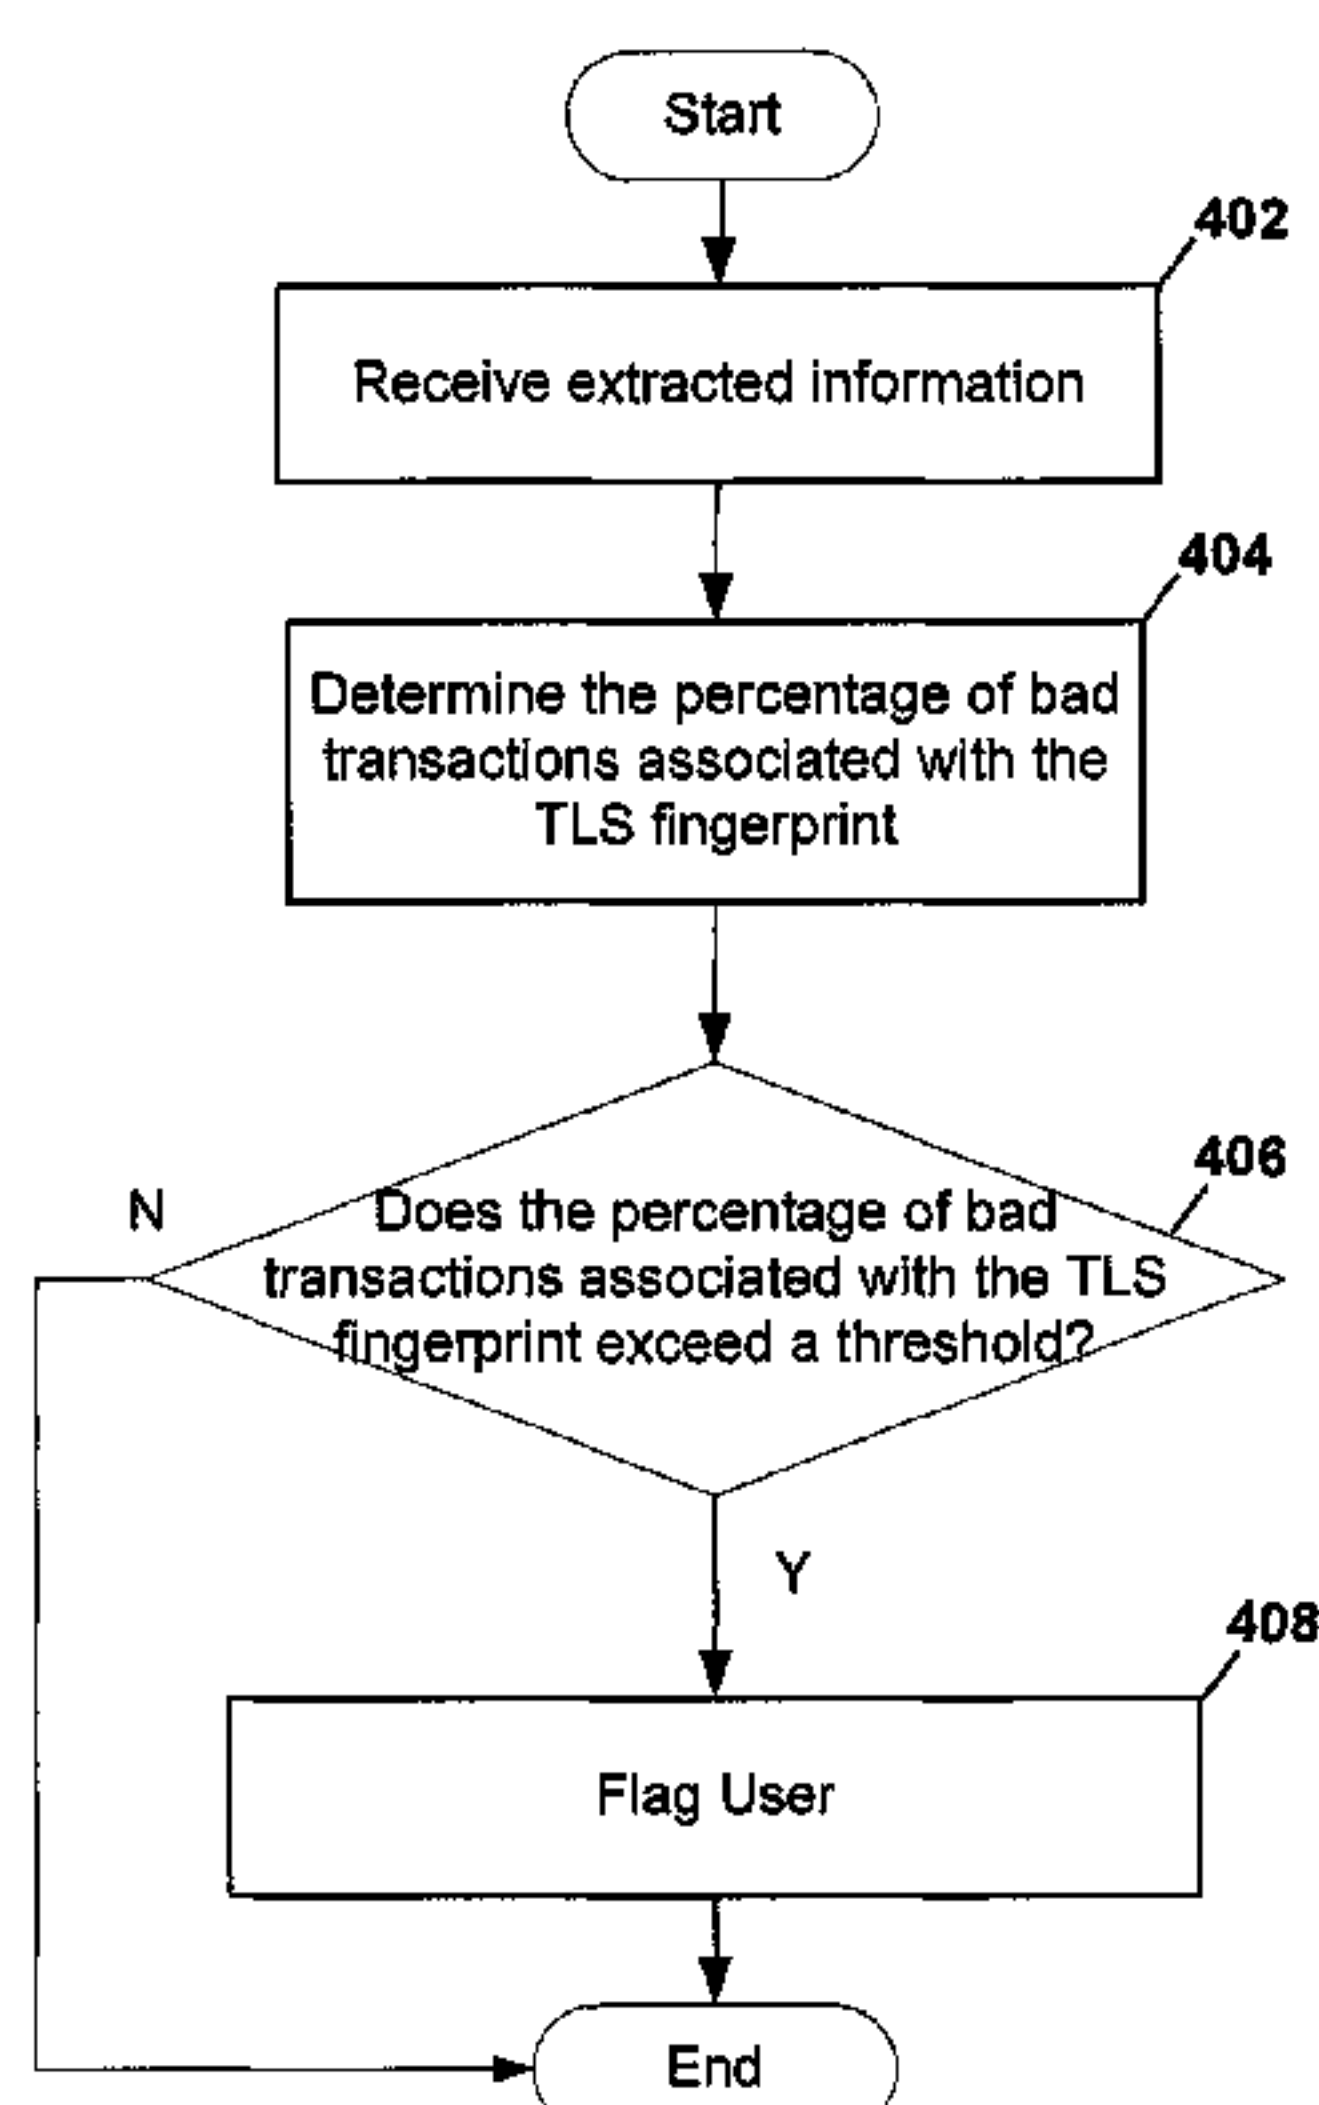 Start
402
Receive extracted information
404
Determine the percentage of bad
transactions associated with the
TLS fingerprint
406
N
Does the percentage of bad
transactions associated with the TLS
fingerprint exceed a threshold?
Y
408
Flag User
End